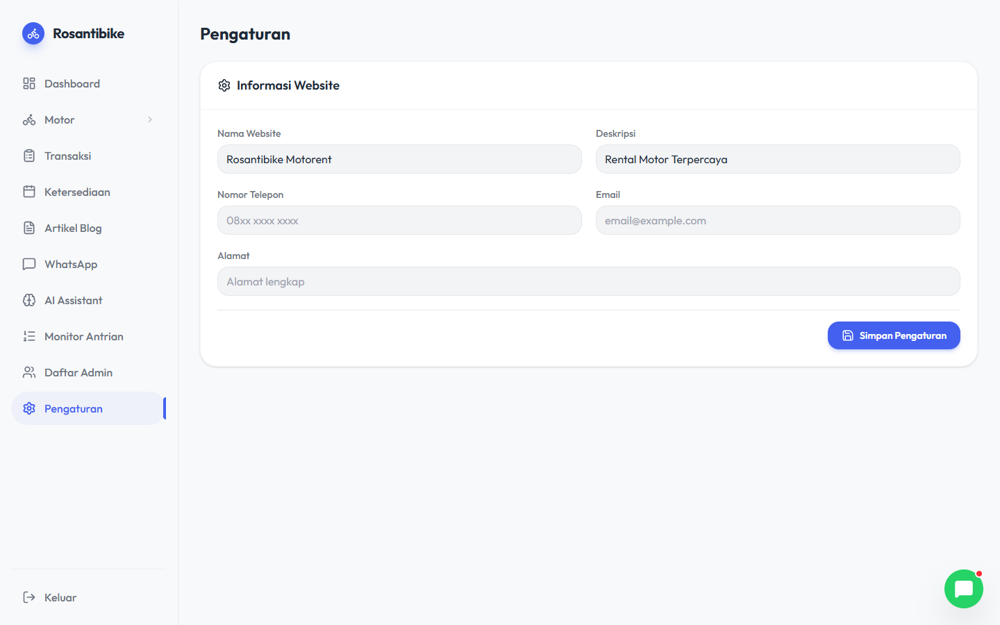 Rosantibike
Dashboard
Motor
Transaksi
Ketersediaan
Artikel Blog
WhatsApp
AI Assistant
Monitor Antrian
Daftar Admin
Pengaturan
Keluar
Pengaturan
Informasi Website
Nama Website
Rosantibike Motorent
Deskripsi
Rental Motor Terpercaya
Nomor Telepon
08xx xxxx xxxx
Email
email@example.com
Alamat
Alamat lengkap
Simpan Pengaturan